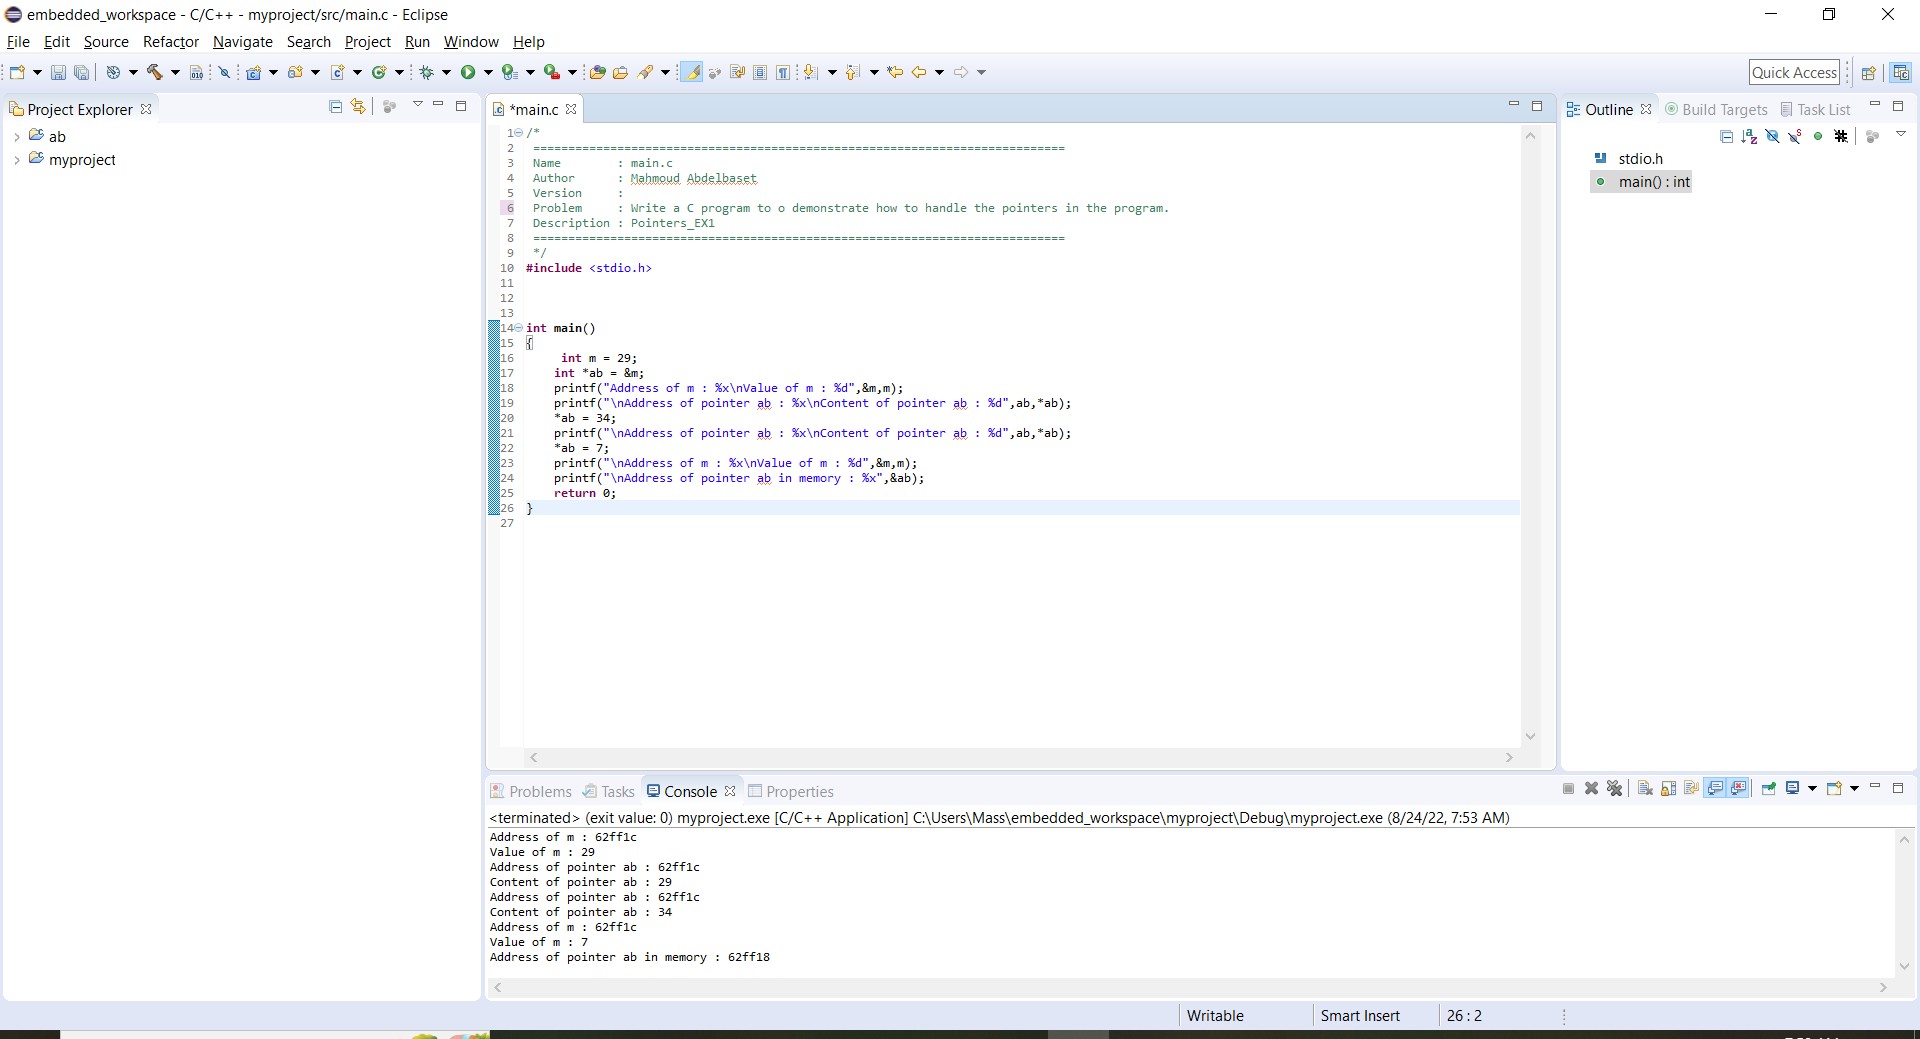 embedded_workspace - C/C++ - myproject/src/main.c - Eclipse
File Edit Source Refactor Navigate Search Project Run Window Help
Quick Access
Project Explorer
ab
myproject
*main.c
1 /*
2 ============================================================================
3 Name : main.c
4 Author : Mahmoud Abdelbaset
5 Version :
6 Problem : Write a C program to o demonstrate how to handle the pointers in the program.
7 Description : Pointers_EX1
8 ============================================================================
9 */
10 #include <stdio.h>
11
12
13
14 int main()
15 {
16 int m = 29;
17 int *ab = &m;
18 printf("Address of m : %x\nValue of m : %d",&m,m);
19 printf("\nAddress of pointer ab : %x\nContent of pointer ab : %d",ab,*ab);
20 *ab = 34;
21 printf("\nAddress of pointer ab : %x\nContent of pointer ab : %d",ab,*ab);
22 *ab = 7;
23 printf("\nAddress of m : %x\nValue of m : %d",&m,m);
24 printf("\nAddress of pointer ab in memory : %x",&ab);
25 return 0;
26 }
27
Outline Build Targets Task List
stdio.h
main() : int
Problems Tasks Console Properties
<terminated> (exit value: 0) myproject.exe [C/C++ Application] C:\Users\Mass\embedded_workspace\myproject\Debug\myproject.exe (8/24/22, 7:53 AM)
Address of m : 62ff1c
Value of m : 29
Address of pointer ab : 62ff1c
Content of pointer ab : 29
Address of pointer ab : 62ff1c
Content of pointer ab : 34
Address of m : 62ff1c
Value of m : 7
Address of pointer ab in memory : 62ff18
Writable Smart Insert 26 : 2